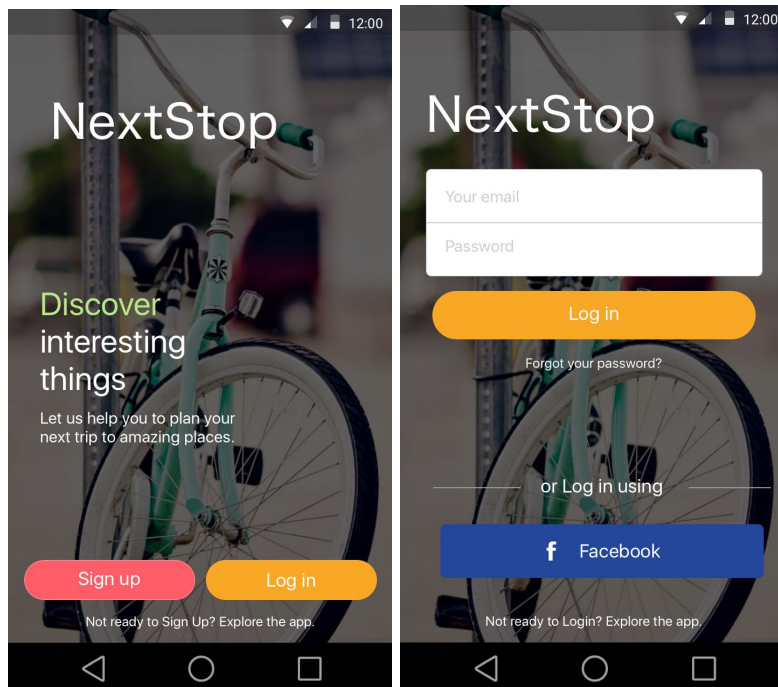 12:00
NextStop
Discover
interesting
things
Let us help you to plan your
next trip to amazing places.
Sign up
Log in
Not ready to Sign Up? Explore the app.
12:00
NextStop
Your email
Password
Log in
Forgot your password?
or Log in using
f Facebook
Not ready to Login? Explore the app.